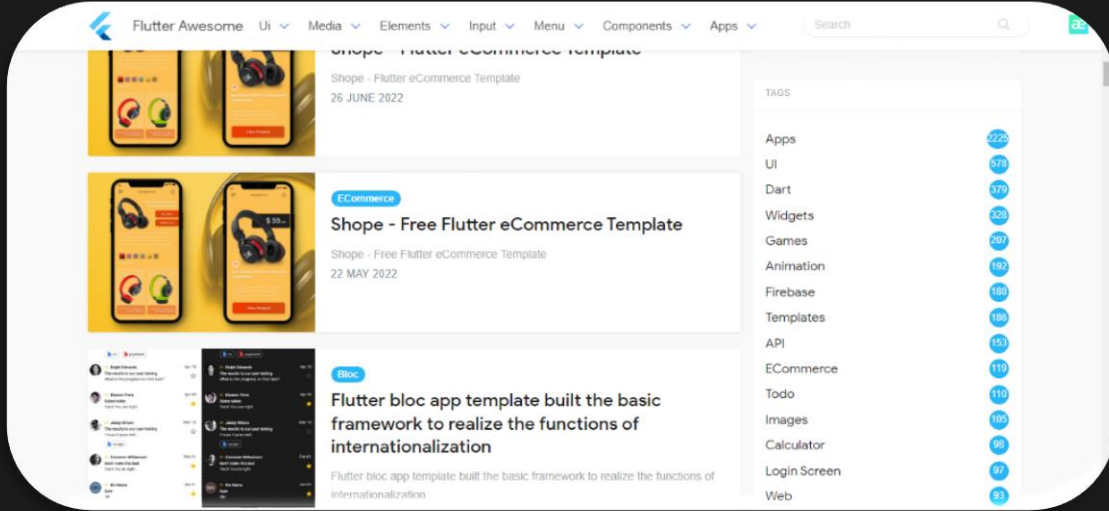 Flutter Awesome Ui Media Elements Input Menu Components Apps Search æ
Shope - Flutter eCommerce Template
Shope - Flutter eCommerce Template
26 JUNE 2022
ECommerce
Shope - Free Flutter eCommerce Template
Shope - Free Flutter eCommerce Template
22 MAY 2022
Bloc
Flutter bloc app template built the basic
framework to realize the functions of
internationalization
Flutter bloc app template built the basic framework to realize the functions of
internationalization
TAGS
Apps 2225
UI 578
Dart 379
Widgets 328
Games 207
Animation 192
Firebase 188
Templates 186
API 153
ECommerce 119
Todo 110
Images 105
Calculator 98
Login Screen 97
Web 93